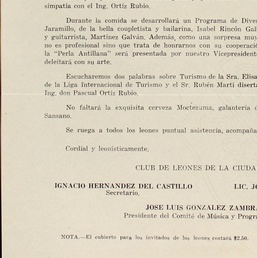 simpatia con el Ing. Ortiz Rubio.
Durante la comida se desarrollará un Programa de Diver
Jaramillo, de la bella coupletista y bailarina, Isabel Rincón Gal
y guitarrista, Martínez Galván. Además, como una sorpresa muy
no es profesional sino que trata de honrarnos con su cooperació
la "Perla Antillana" será presentada por nuestro Vicepresident
deleitará con su arte.
Escucharemos dos palabras sobre Turismo de la Sra. Elisa
de la Liga Internacional de Turismo y el Sr. Rubén Martí diserta
Ing. don Pascual Ortiz Rubio.
No faltará la exquisita cerveza Moctezuma, galantería d
Sansano.
Se ruega a todos los leones puntual asistencia, acompaña
Cordial y leonísticamente,
CLUB DE LEONES DE LA CIUDA
IGNACIO HERNANDEZ DEL CASTILLO LIC. JO
Secretario,
JOSE LUIS GONZALEZ ZAMBRA
Presidente del Comité de Música y Progra
NOTA.—El cubierto para los invitados de los leones costará $2.50.